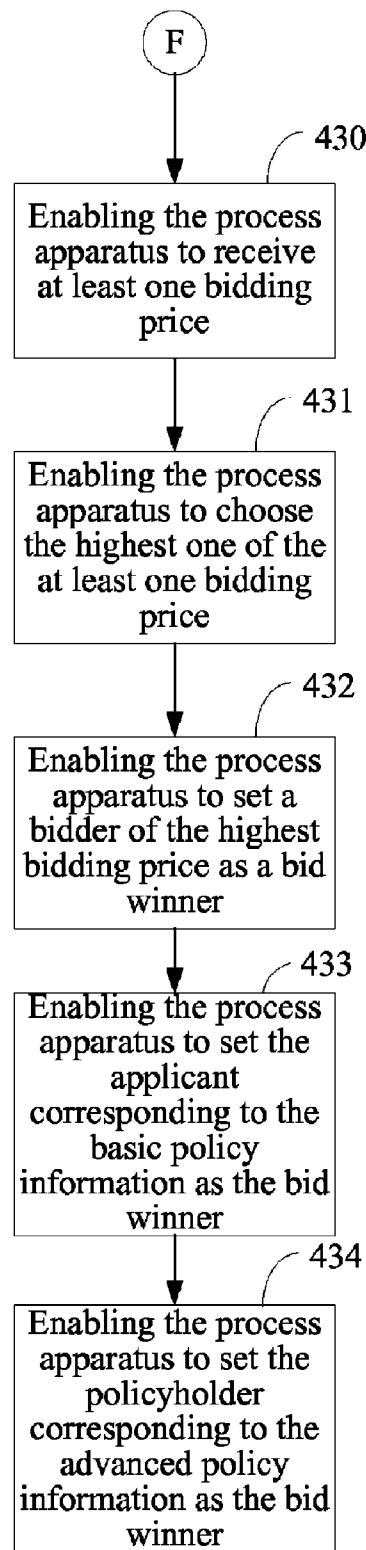 F
430
Enabling the process
apparatus to receive
at least one bidding
price
431
Enabling the process
apparatus to choose
the highest one of the
at least one bidding
price
432
Enabling the process
apparatus to set a
bidder of the highest
bidding price as a bid
winner
433
Enabling the process
apparatus to set the
applicant
corresponding to the
basic policy
information as the bid
winner
434
Enabling the process
apparatus to set the
policyholder
corresponding to the
advanced policy
information as the bid
winner